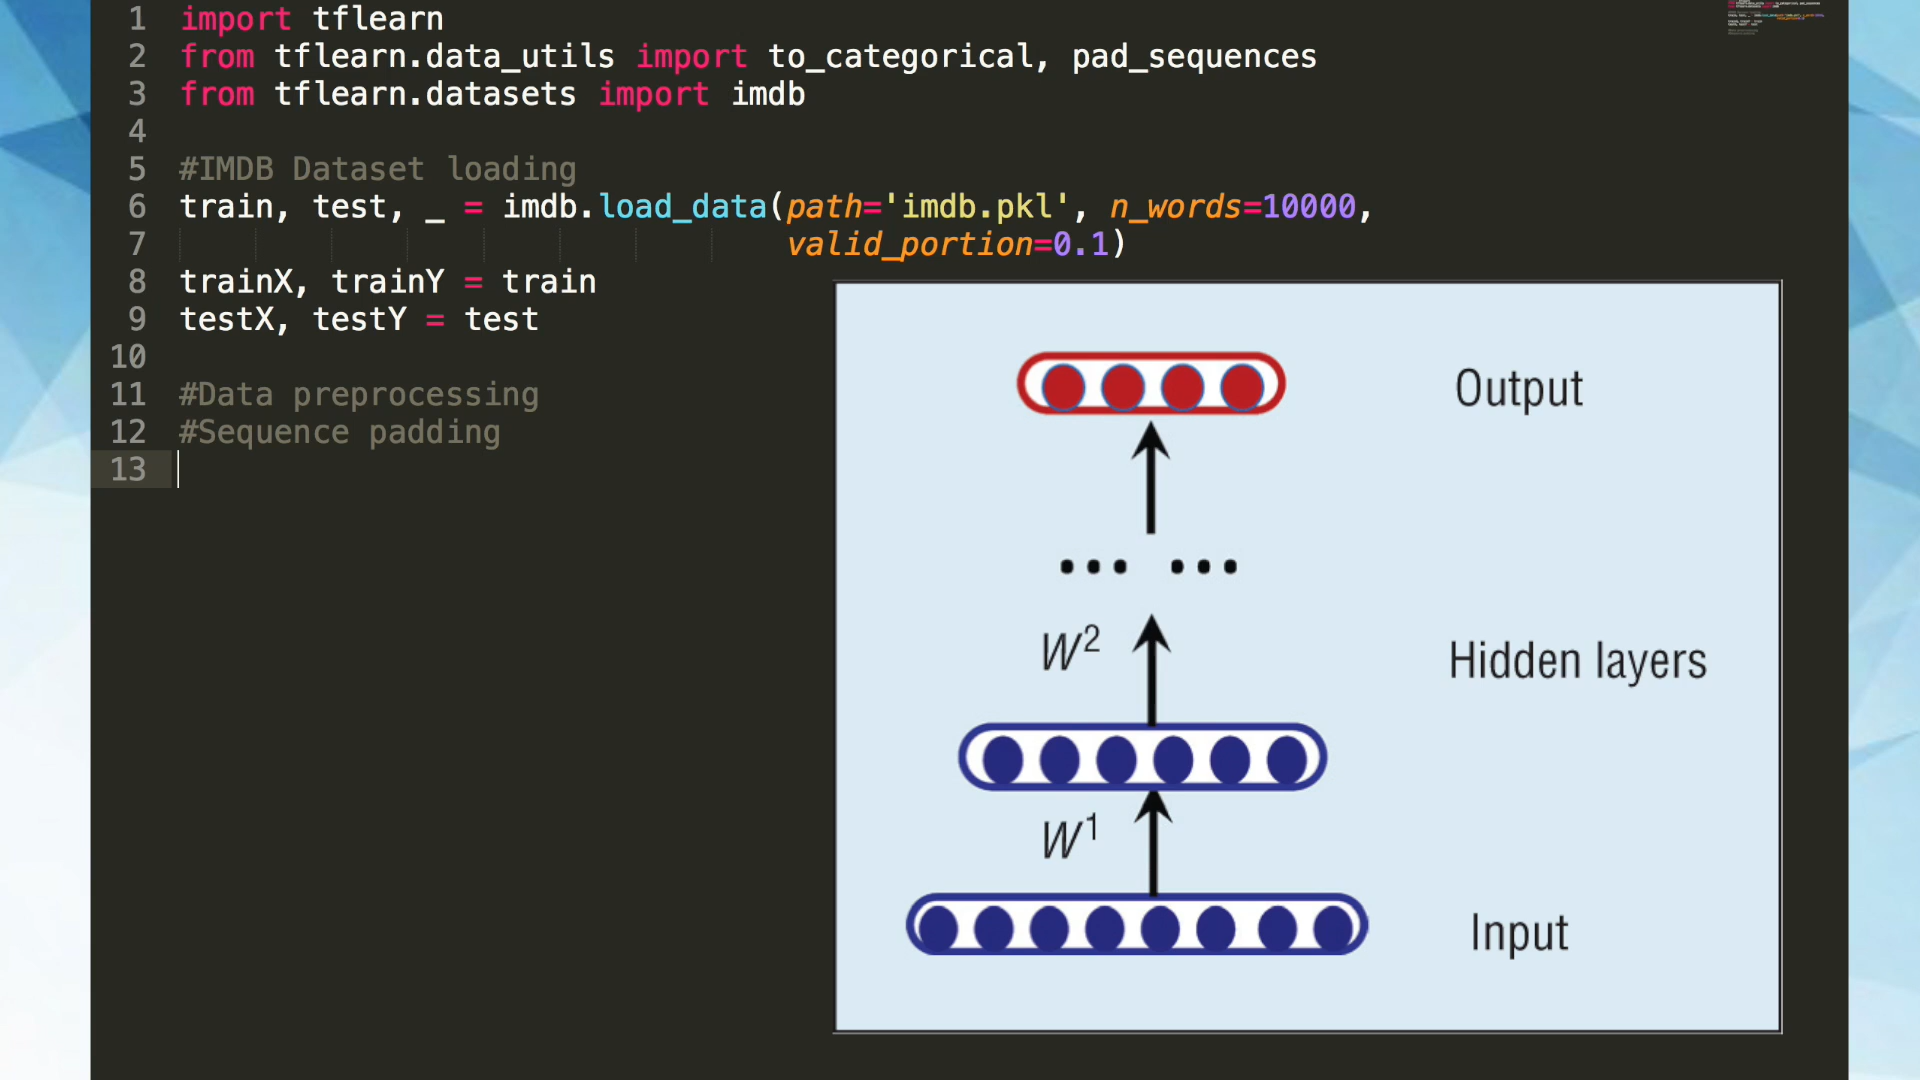 1 import tflearn
2 from tflearn.data_utils import to_categorical, pad_sequences
3 from tflearn.datasets import imdb
4
5 #IMDB Dataset loading
6 train, test, _ = imdb.load_data(path='imdb.pkl', n_words=10000,
7 valid_portion=0.1)
8 trainX, trainY = train
9 testX, testY = test
10
11 #Data preprocessing
12 #Sequence padding
13
Output
... ...
W²
Hidden layers
W¹
Input